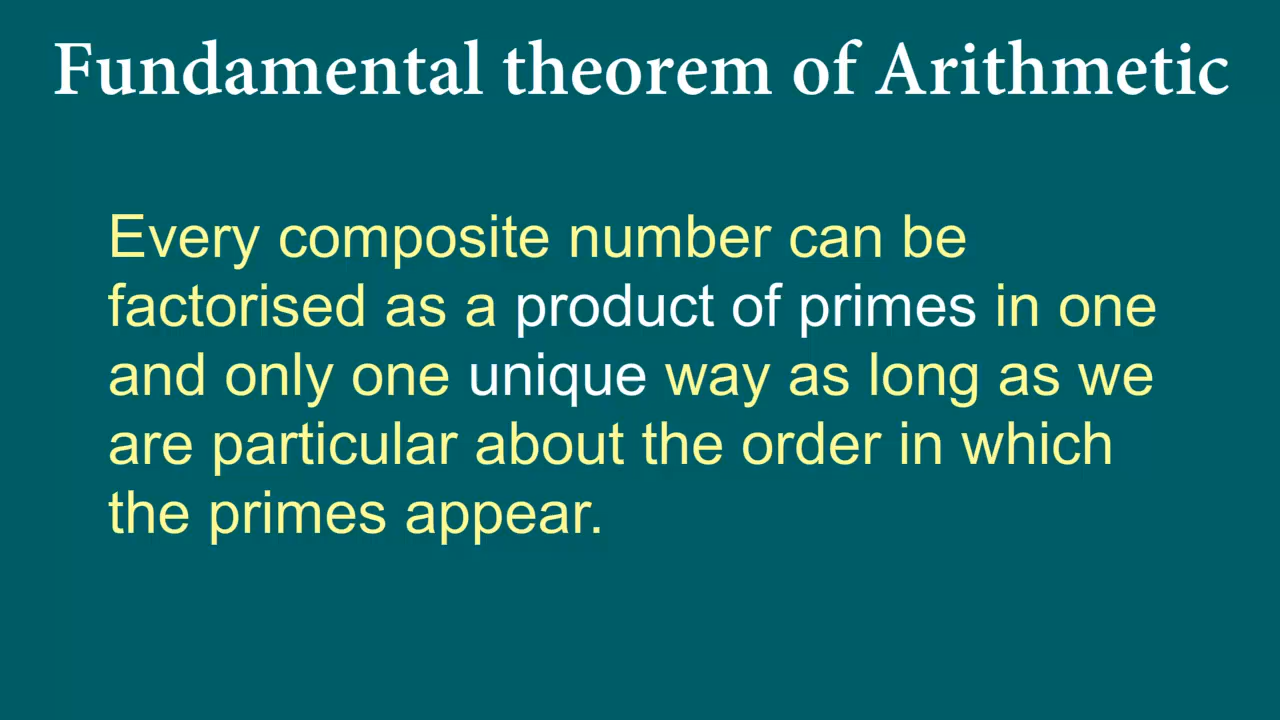 Fundamental theorem of Arithmetic
Every composite number can be
factorised as a product of primes in one
and only one unique way as long as we
are particular about the order in which
the primes appear.